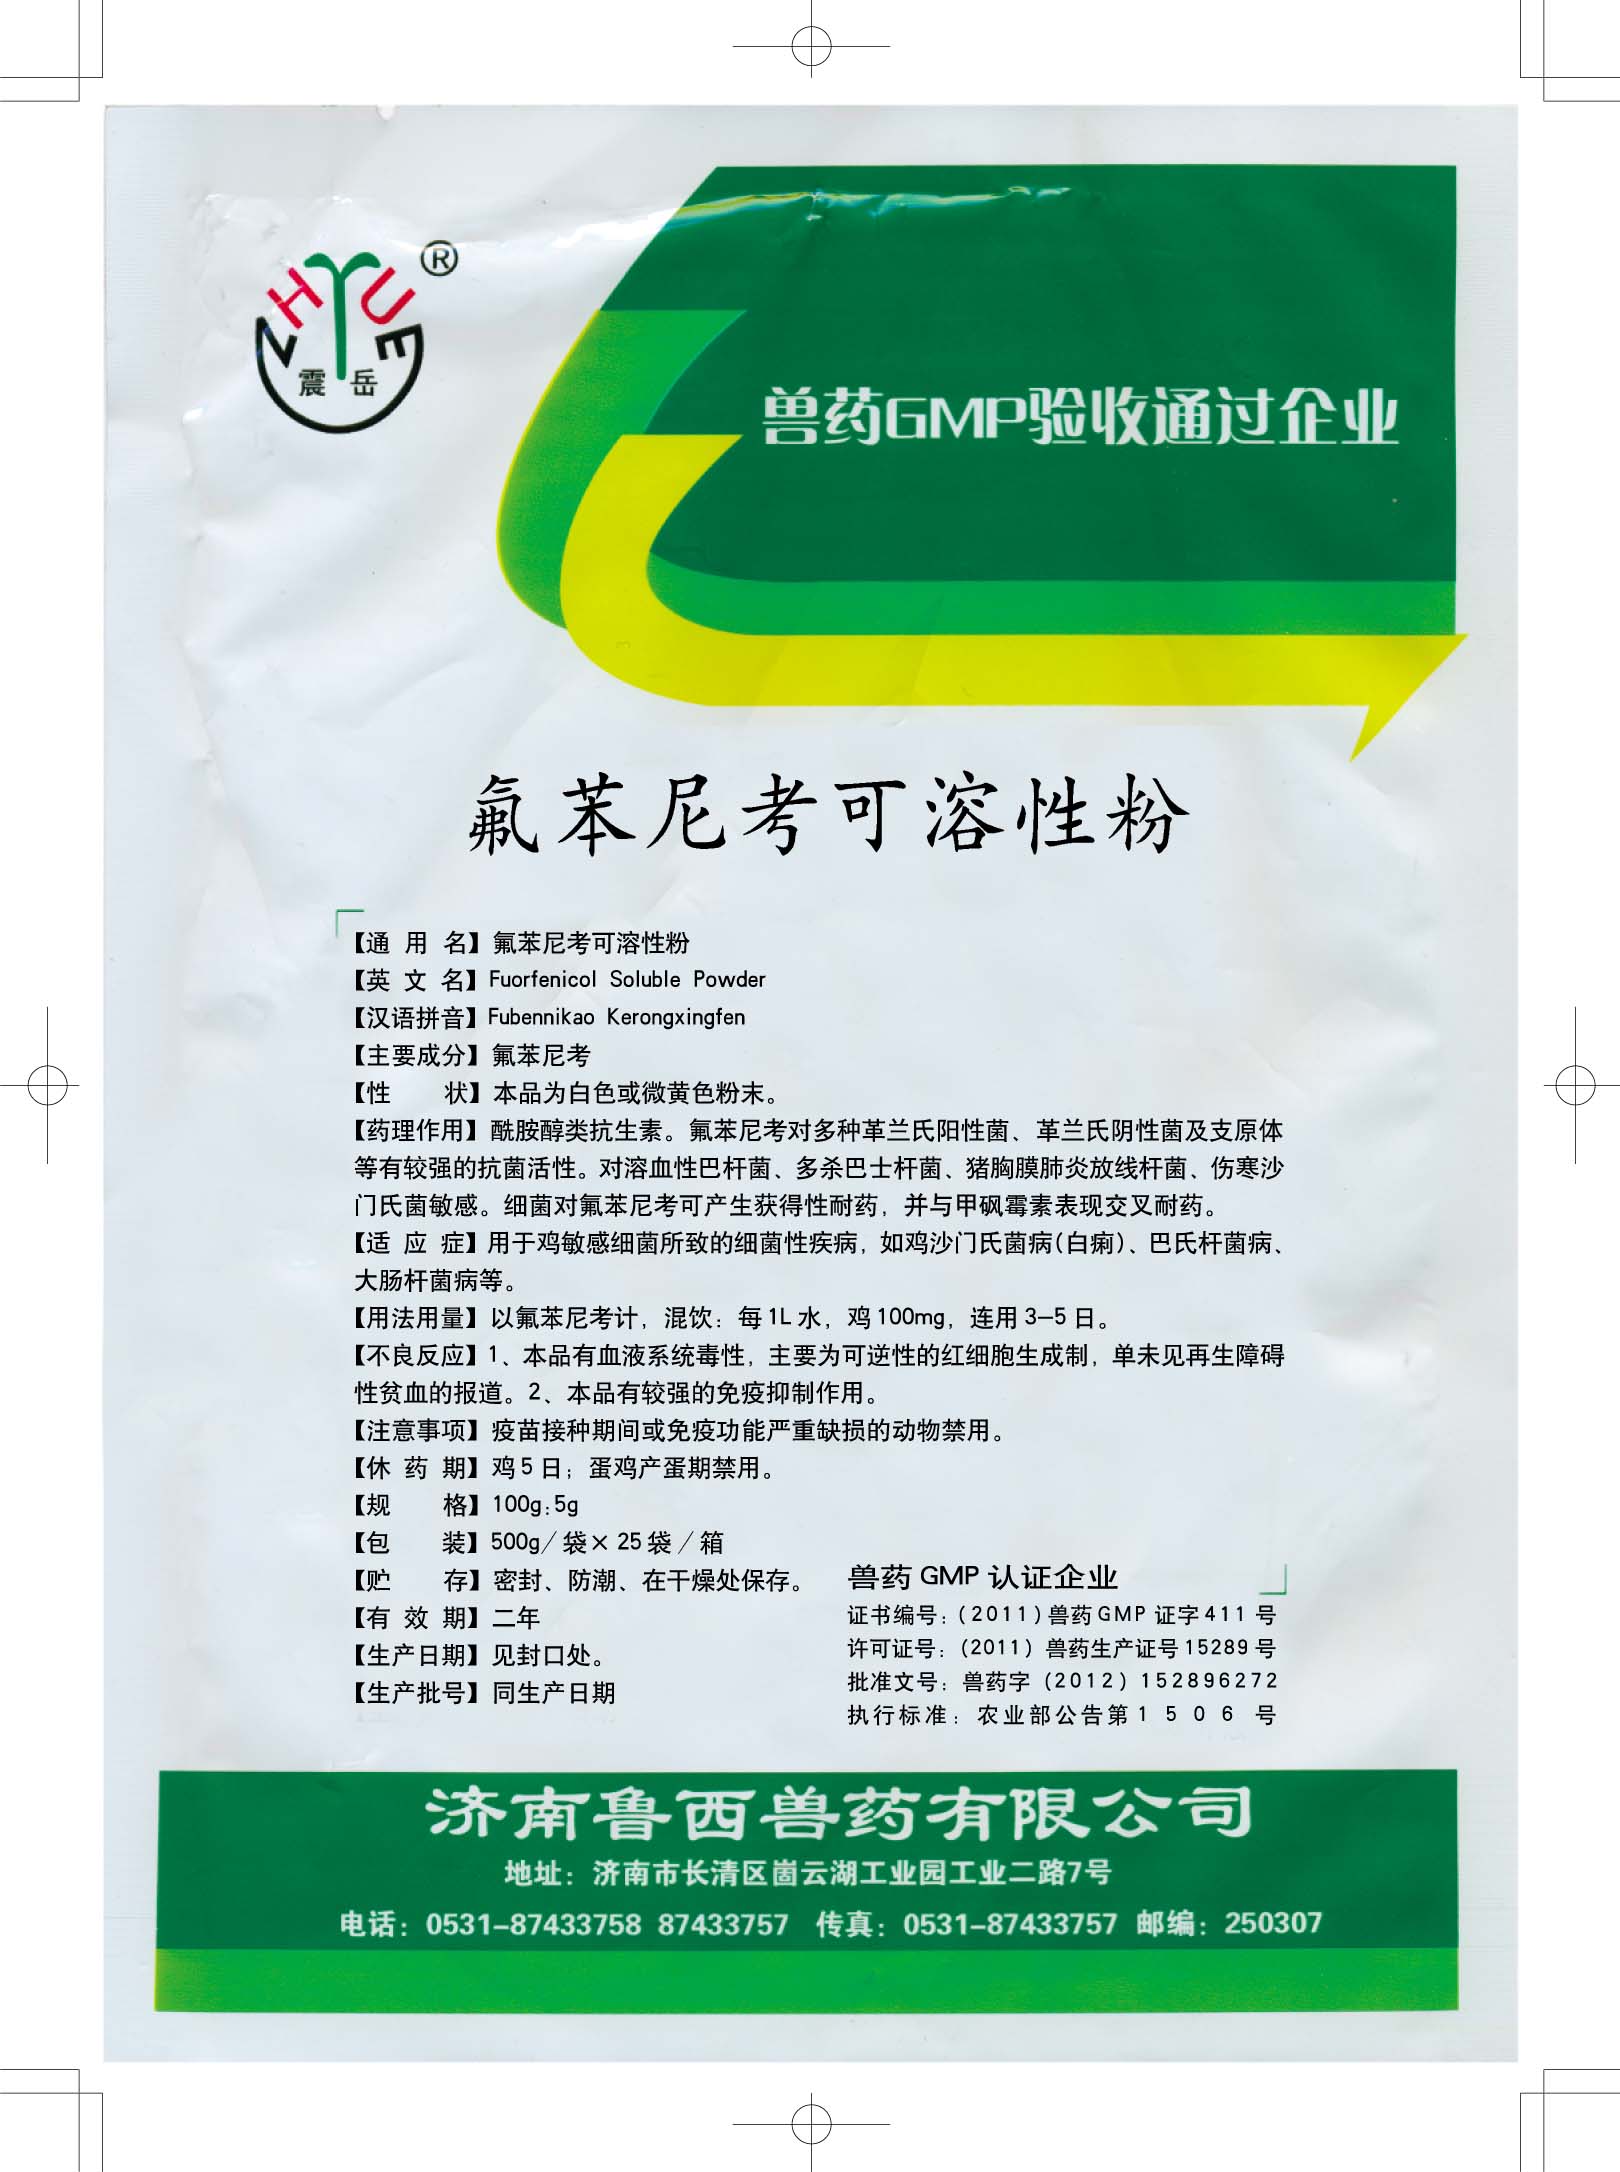 ZHYUE®
震岳
兽药GMP验收通过企业
氟苯尼考可溶性粉
【通用名】氟苯尼考可溶性粉
【英文名】Fuorfenicol Soluble Powder
【汉语拼音】Fubennikao Kerongxingfen
【主要成分】氟苯尼考
【性状】本品为白色或微黄色粉末。
【药理作用】酰胺醇类抗生素。氟苯尼考对多种革兰氏阳性菌、革兰氏阴性菌及支原体
等有较强的抗菌活性。对溶血性巴杆菌、多杀巴士杆菌、猪胸膜肺炎放线杆菌、伤寒沙
门氏菌敏感。细菌对氟苯尼考可产生获得性耐药，并与甲砜霉素表现交叉耐药。
【适应症】用于鸡敏感细菌所致的细菌性疾病，如鸡沙门氏菌病（白痢）、巴氏杆菌病、
大肠杆菌病等。
【用法用量】以氟苯尼考计，混饮：每1L水，鸡100mg，连用3-5日。
【不良反应】1、本品有血液系统毒性，主要为可逆性的红细胞生成制，单未见再生障碍
性贫血的报道。2、本品有较强的免疫抑制作用。
【注意事项】疫苗接种期间或免疫功能严重缺损的动物禁用。
【休药期】鸡5日；蛋鸡产蛋期禁用。
【规格】100g:5g
【包装】500g/袋×25袋/箱
【贮存】密封、防潮、在干燥处保存。
【有效期】二年
【生产日期】见封口处。
【生产批号】同生产日期
兽药GMP认证企业
证书编号：（2011）兽药GMP证字411号
许可证号：（2011）兽药生产证号15289号
批准文号：兽药字（2012）152896272
执行标准：农业部公告第1506号
济南鲁西兽药有限公司
地址：济南市长清区崮云湖工业园工业二路7号
电话：0531-87433758 87433757 传真：0531-87433757 邮编：250307